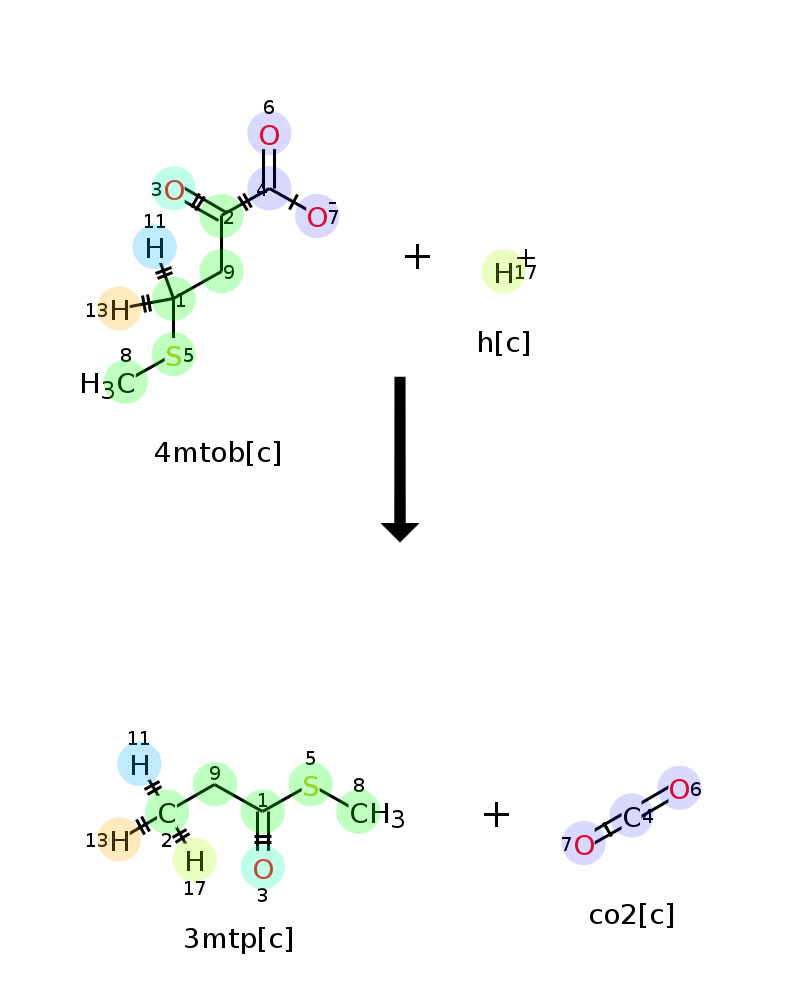 6
O
3 O
4
2
O 7 -
11
H
9
13 H
1
S 5
8
H3C
4mtob[c]
+
H 17 +
h[c]
11
H
9
5
S
8
C
1
CH3
2
13 H
H
17
O
3
3mtp[c]
+
O 6
C 4
7 O
co2[c]